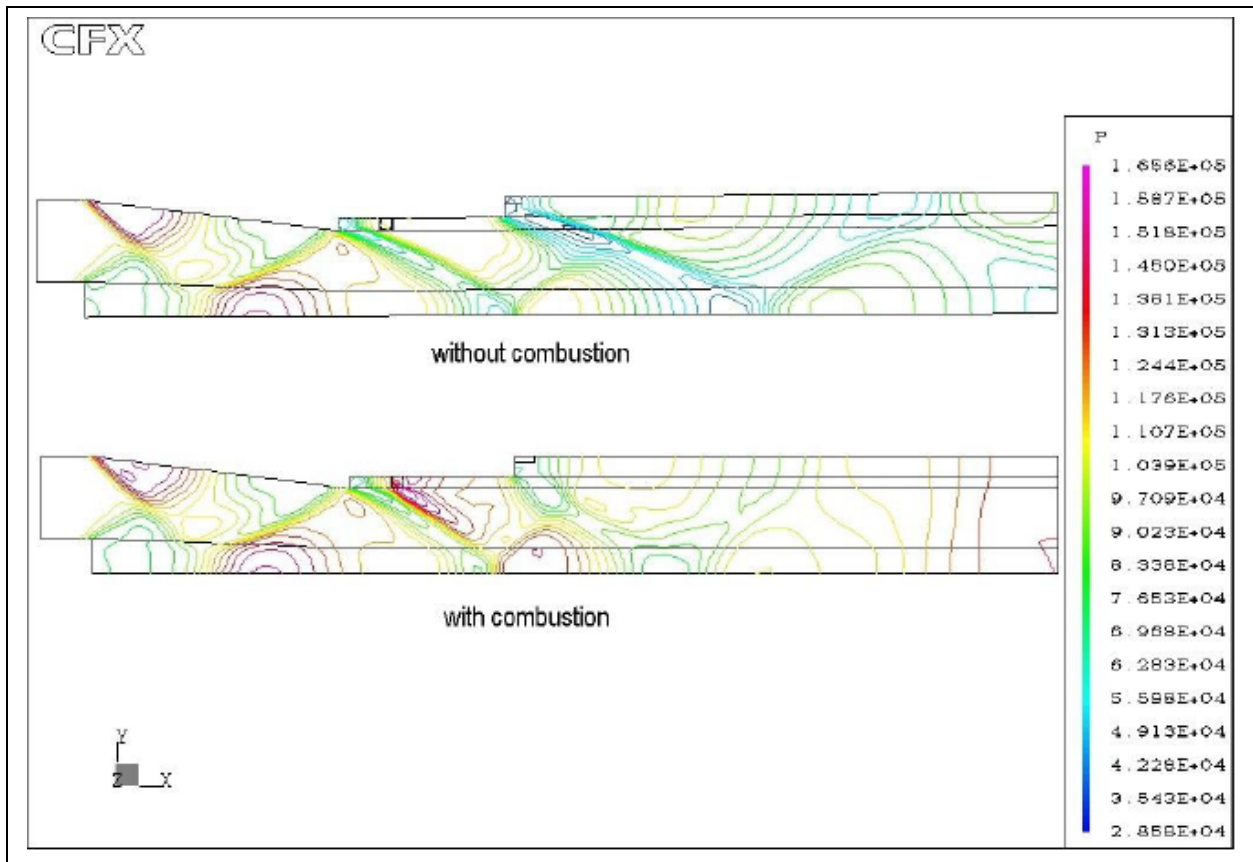 CFX
P
1.656E+05
1.587E+05
1.518E+05
1.450E+05
1.381E+05
1.313E+05
1.244E+05
1.176E+05
1.107E+05
1.039E+05
9.709E+04
9.023E+04
8.338E+04
7.653E+04
6.968E+04
6.283E+04
5.598E+04
4.913E+04
4.228E+04
3.543E+04
2.858E+04
without combustion
with combustion
Y
Z X